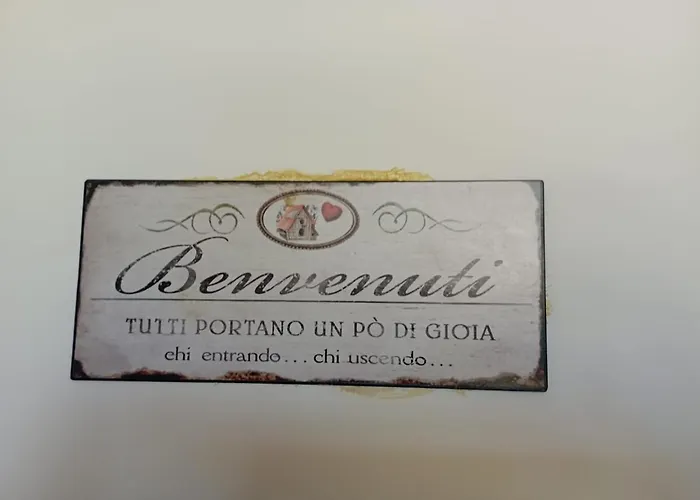 Benvenuti
TUTTI PORTANO UN PÒ DI GIOIA
chi entrando... chi uscendo...